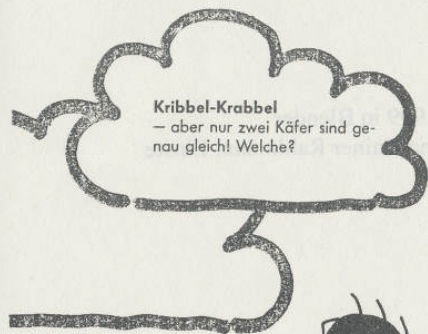 Kribbel-Krabbel
— aber nur zwei Käfer sind ge-
nau gleich! Welche?